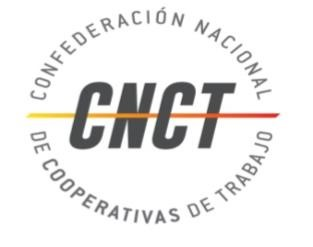 CONFEDERACIÓN NACIONAL
CNCT
DE COOPERATIVAS DE TRABAJO